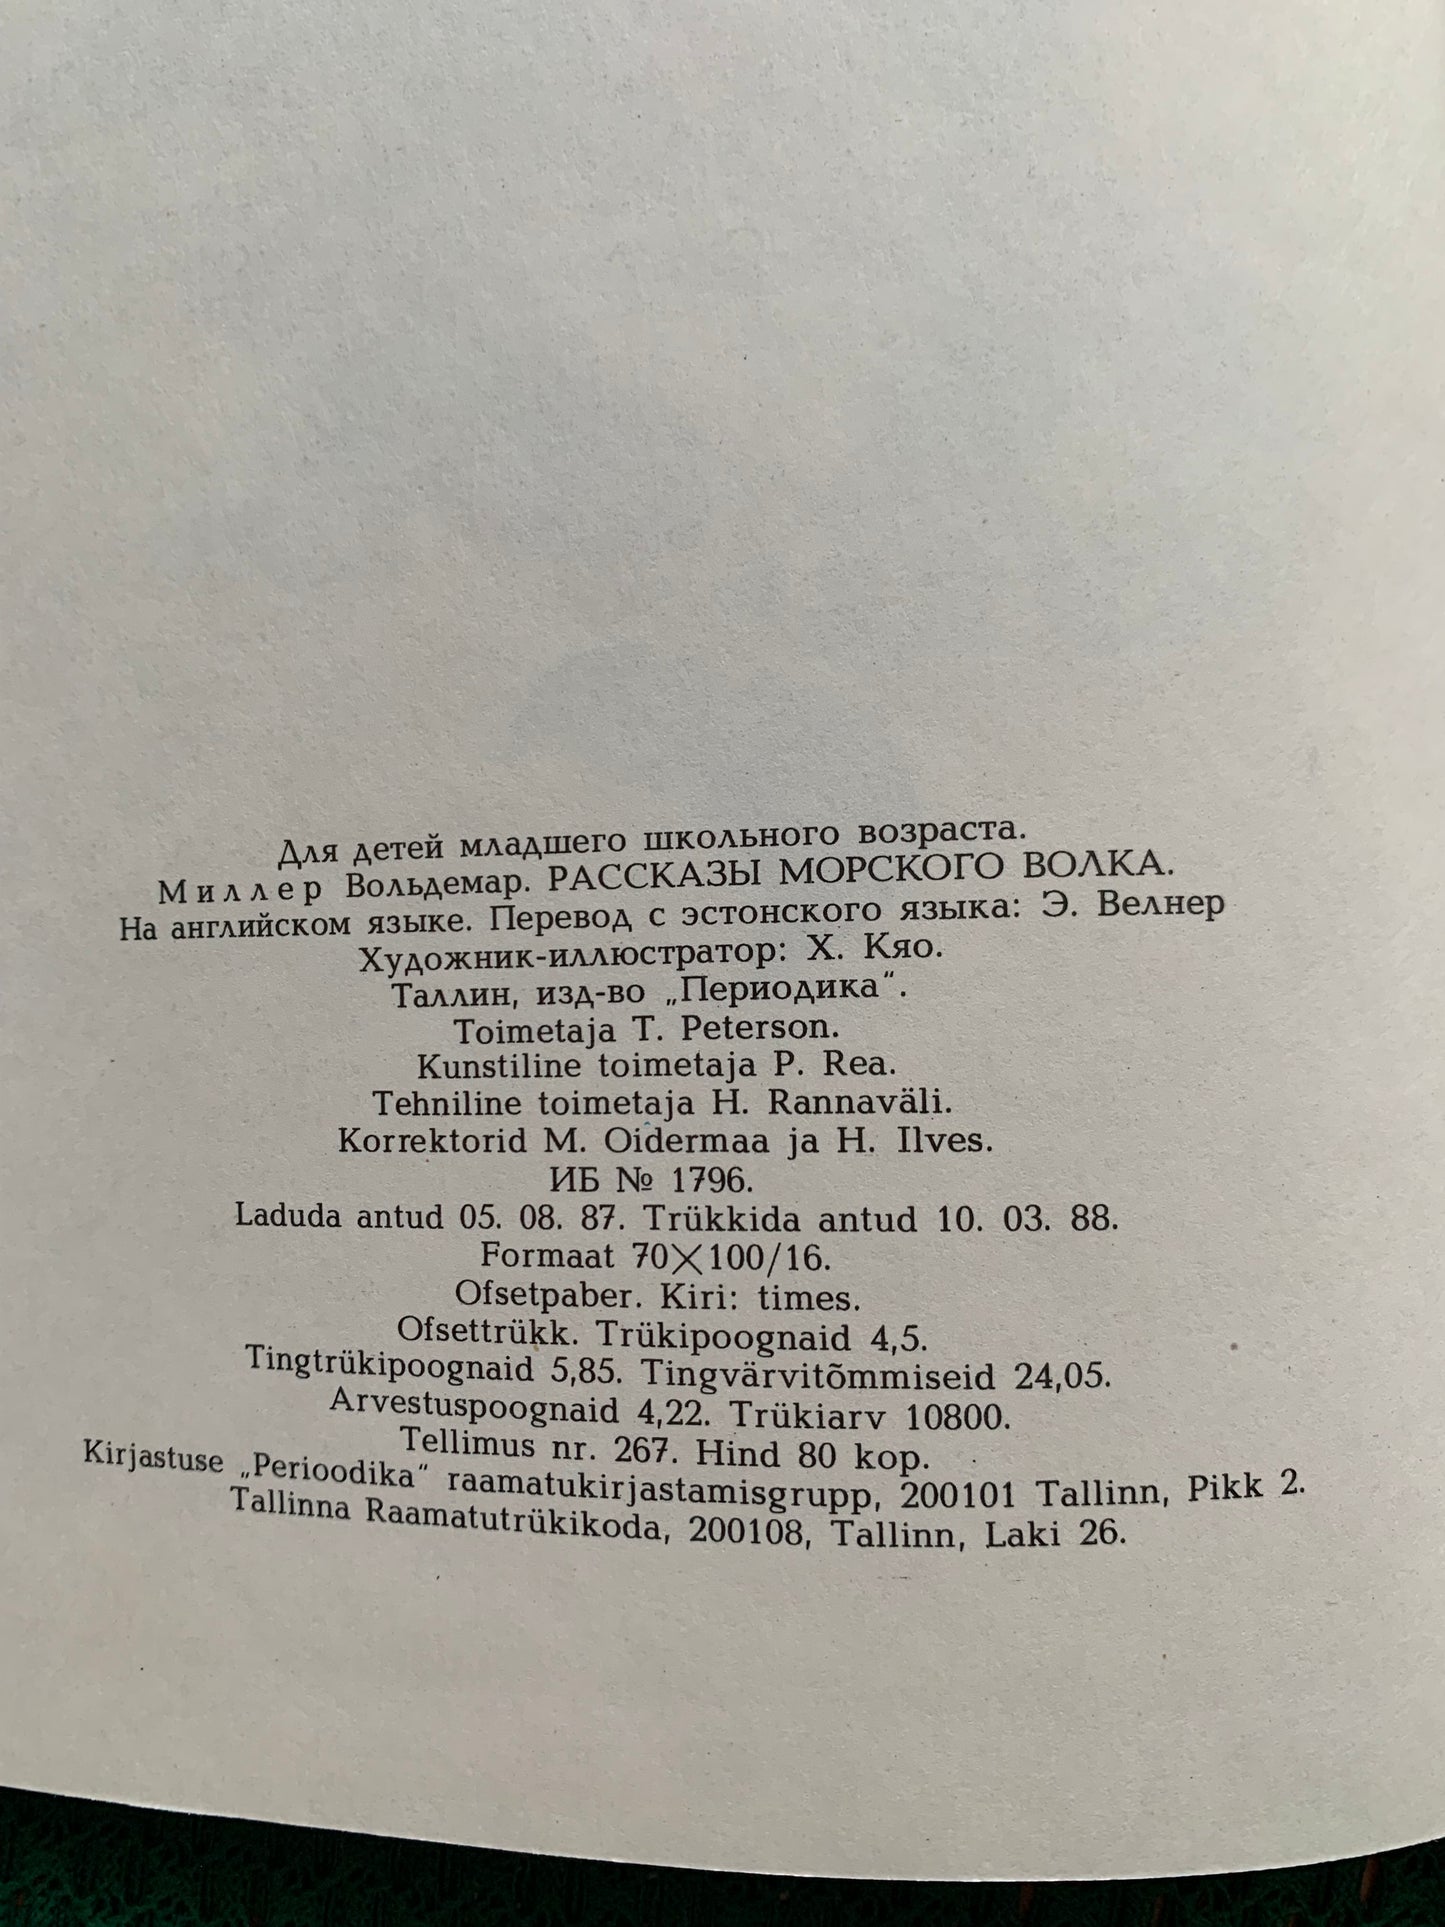 Для детей младшего школьного возраста.
Миллер Вольдемар. РАССКАЗЫ МОРСКОГО ВОЛКА.
На английском языке. Перевод с эстонского языка: Э. Велнер
Художник-иллюстратор: Х. Кяо.
Таллин, изд-во „Периодика“.
Toimetaja T. Peterson.
Kunstiline toimetaja P. Rea.
Tehniline toimetaja H. Rannaväli.
Korrektorid M. Oidermaa ja H. Ilves.
ИБ № 1796.
Laduda antud 05. 08. 87. Trükkida antud 10. 03. 88.
Formaat 70×100/16.
Ofsetpaber. Kiri: times.
Ofsettrükk. Trükipoognaid 4,5.
Tingtrükipoognaid 5,85. Tingvärvitõmmiseid 24,05.
Arvestuspoognaid 4,22. Trükiarv 10800.
Tellimus nr. 267. Hind 80 kop.
Kirjastuse „Perioodika“ raamatukirjastamisgrupp, 200101 Tallinn, Pikk 2.
Tallinna Raamatutrükikoda, 200108, Tallinn, Laki 26.